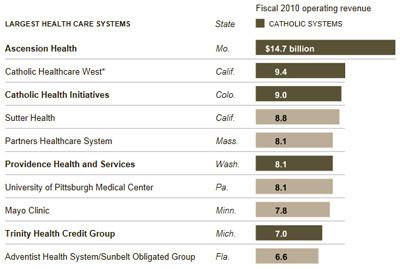 Fiscal 2010 operating revenue
LARGEST HEALTH CARE SYSTEMS State CATHOLIC SYSTEMS
Ascension Health Mo. $14.7 billion
Catholic Healthcare West* Calif. 9.4
Catholic Health Initiatives Colo. 9.0
Sutter Health Calif. 8.8
Partners Healthcare System Mass. 8.1
Providence Health and Services Wash. 8.1
University of Pittsburgh Medical Center Pa. 8.1
Mayo Clinic Minn. 7.8
Trinity Health Credit Group Mich. 7.0
Adventist Health System/Sunbelt Obligated Group Fla. 6.6